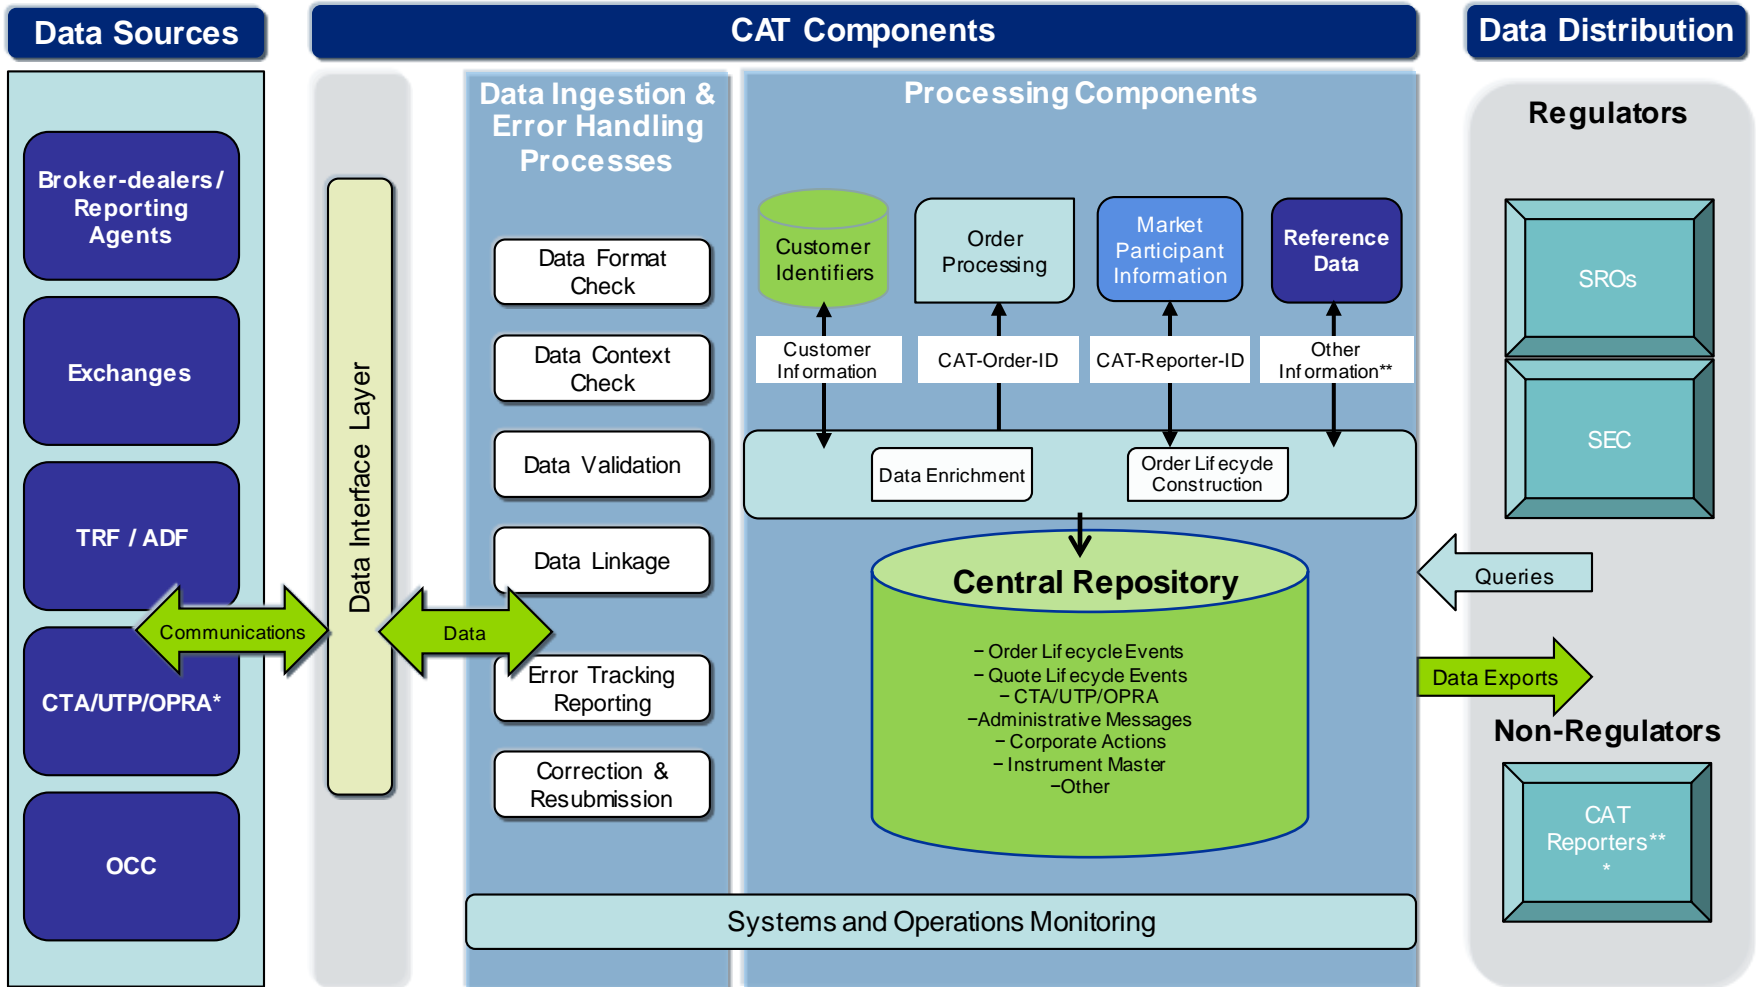 Data Sources
CAT Components
Data Distribution
Broker-dealers/
Reporting
Agents
Exchanges
TRF / ADF
CTA/UTP/OPRA*
OCC
Communications
Data Interface Layer
Data
Data Ingestion &
Error Handling
Processes
Data Format
Check
Data Context
Check
Data Validation
Data Linkage
Error Tracking
Reporting
Correction &
Resubmission
Processing Components
Customer
Identifiers
Order
Processing
Market
Participant
Information
Reference
Data
Customer
Information
CAT-Order-ID
CAT-Reporter-ID
Other
Information**
Data Enrichment
Order Lifecycle
Construction
Central Repository
– Order Lifecycle Events
– Quote Lifecycle Events
– CTA/UTP/OPRA
–Administrative Messages
– Corporate Actions
– Instrument Master
–Other
Systems and Operations Monitoring
Regulators
SROs
SEC
Queries
Data Exports
Non-Regulators
CAT
Reporters**
*